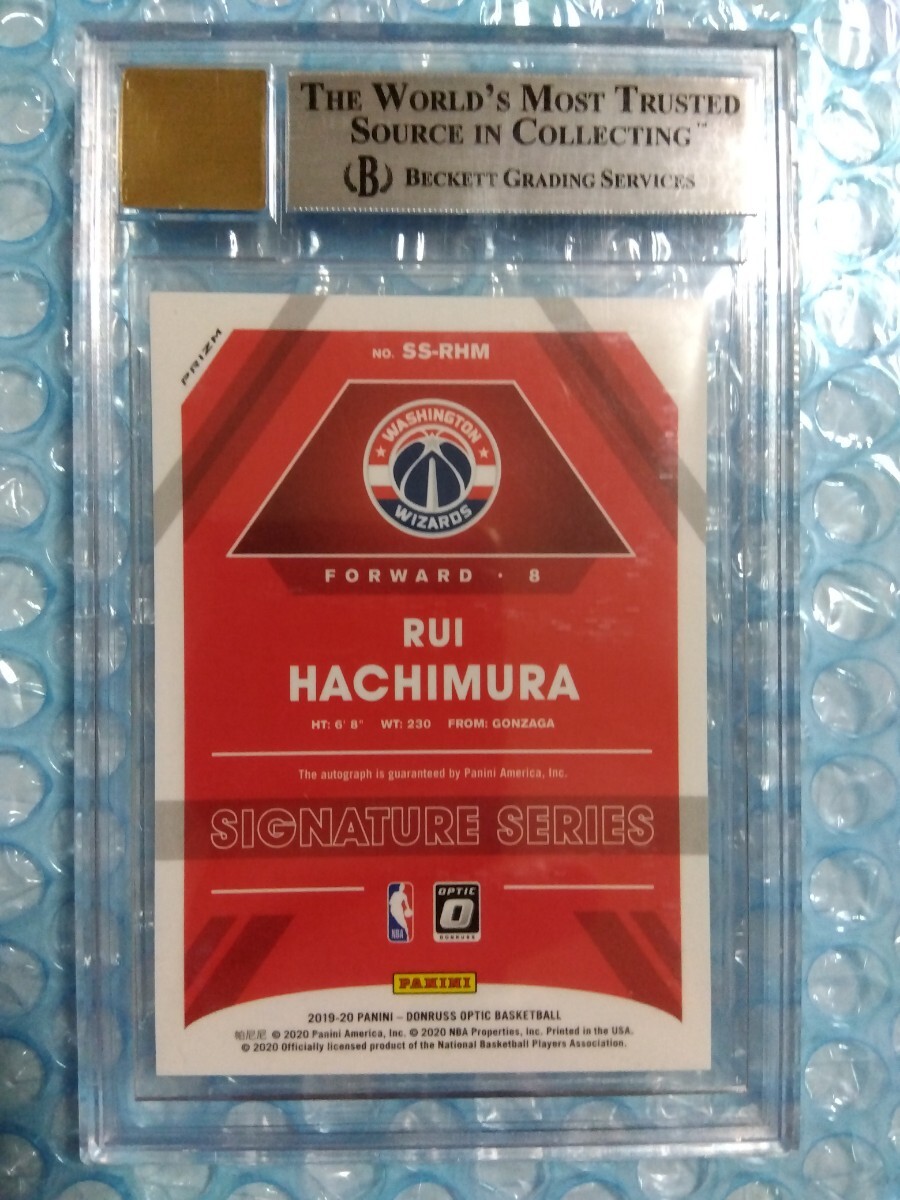 THE WORLD'S MOST TRUSTED
SOURCE IN COLLECTING™
B BECKETT GRADING SERVICES
PRIZM
NO. SS-RHM
WASHINGTON
WIZARDS
FORWARD · 8
RUI
HACHIMURA
HT: 6' 8" WT: 230 FROM: GONZAGA
The autograph is guaranteed by Panini America, Inc.
SIGNATURE SERIES
NBA
OPTIC
O
DONRUSS
PANINI
2019-20 PANINI – DONRUSS OPTIC BASKETBALL
帕尼尼 © 2020 Panini America, Inc. © 2020 NBA Properties, Inc. Printed in the USA.
© 2020 Officially licensed product of the National Basketball Players Association.